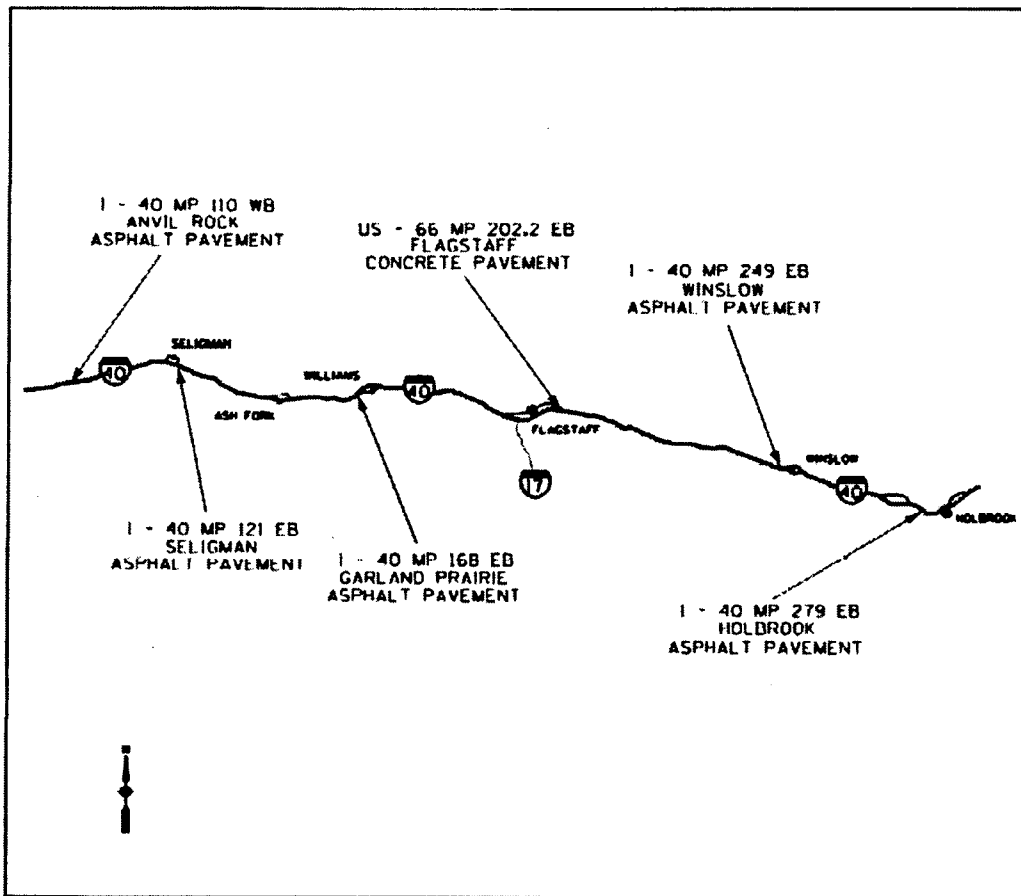 I - 40 MP 110 WB
ANVIL ROCK
ASPHALT PAVEMENT
US - 66 MP 202.2 EB
FLAGSTAFF
CONCRETE PAVEMENT
I - 40 MP 249 EB
WINSLOW
ASPHALT PAVEMENT
SELIGMAN
40
WILLIAMS
40
ASH FORK
FLAGSTAFF
17
WINSLOW
40
HOLBROOK
I - 40 MP 121 EB
SELIGMAN
ASPHALT PAVEMENT
I - 40 MP 168 EB
GARLAND PRAIRIE
ASPHALT PAVEMENT
I - 40 MP 279 EB
HOLBROOK
ASPHALT PAVEMENT